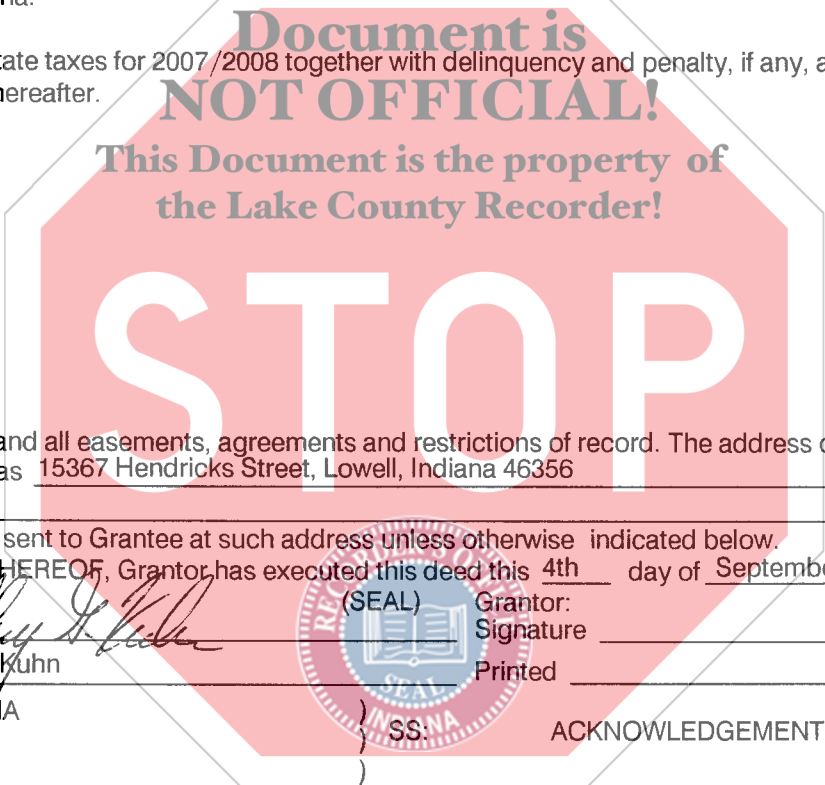 Document is
tate taxes for 2007/2008 together with delinquency and penalty, if any, a
hereafter.
NOT OFFICIAL!
This Document is the property of
the Lake County Recorder!
STOP
and all easements, agreements and restrictions of record. The address
as 15367 Hendricks Street, Lowell, Indiana 46356
sent to Grantee at such address unless otherwise indicated below.
HEREOF, Grantor has executed this deed this 4th day of Septembe
(SEAL) Grantor:
Signature
Kuhn Printed
RECORDER'S OFFICE
SEAL
INDIANA
) SS: ACKNOWLEDGEMENT
)